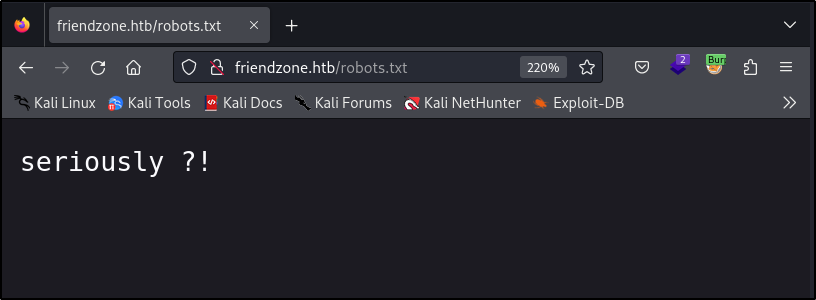 friendzone.htb/robots.txt
friendzone.htb/robots.txt 220% 2 Burp
Kali Linux Kali Tools Kali Docs Kali Forums Kali NetHunter Exploit-DB
seriously ?!